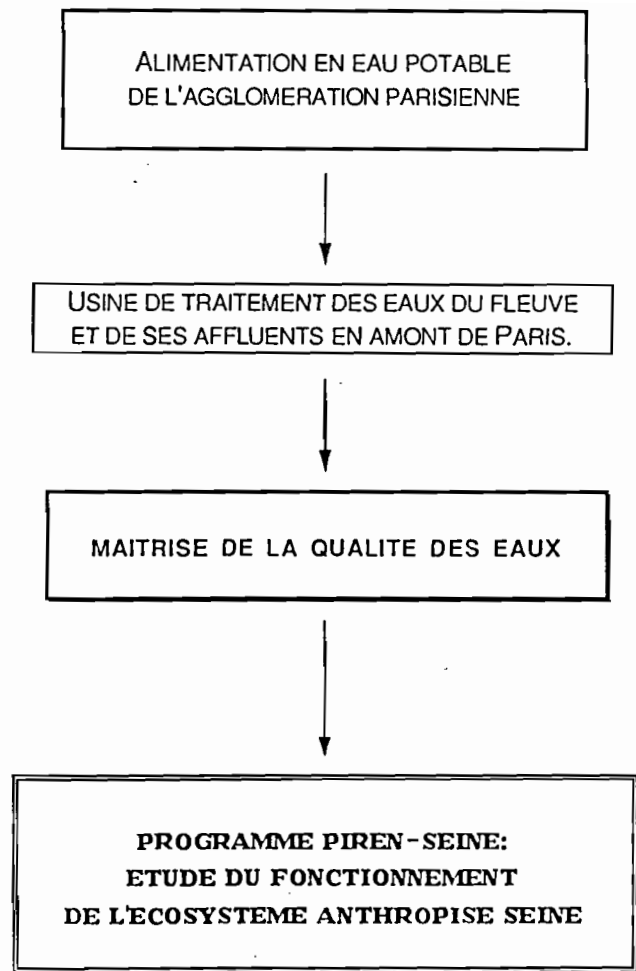 ALIMENTATION EN EAU POTABLE
DE L'AGGLOMERATION PARISIENNE
USINE DE TRAITEMENT DES EAUX DU FLEUVE
ET DE SES AFFLUENTS EN AMONT DE PARIS.
MAITRISE DE LA QUALITE DES EAUX
PROGRAMME PIREN-SEINE:
ETUDE DU FONCTIONNEMENT
DE L'ECOSYSTEME ANTHROPISE SEINE